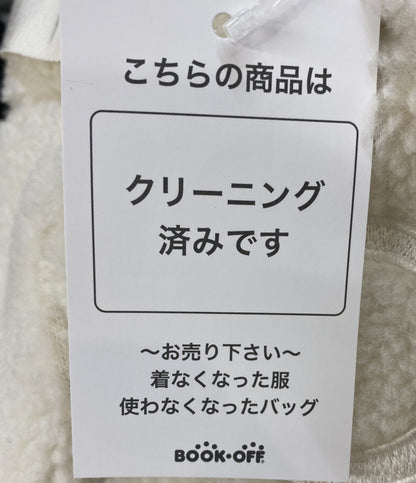 こちらの商品は
クリーニング
済みです
～お売り下さい～
着なくなった服
使わなくなったバッグ
BOOK・OFF